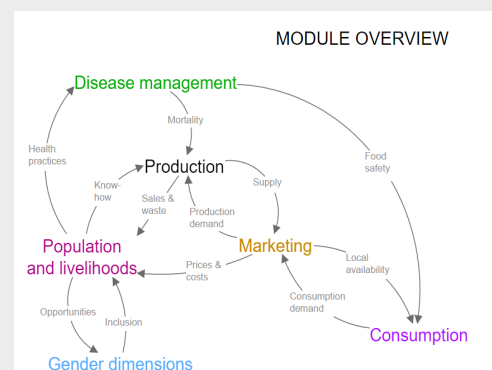 MODULE OVERVIEW
Disease management
Mortality
Health
practices
Food
safety
Production
Know-
how
Supply
Sales &
waste
Production
demand
Population
and livelihoods
Marketing
Local
availability
Prices &
costs
Consumption
demand
Opportunities
Inclusion
Consumption
Gender dimensions